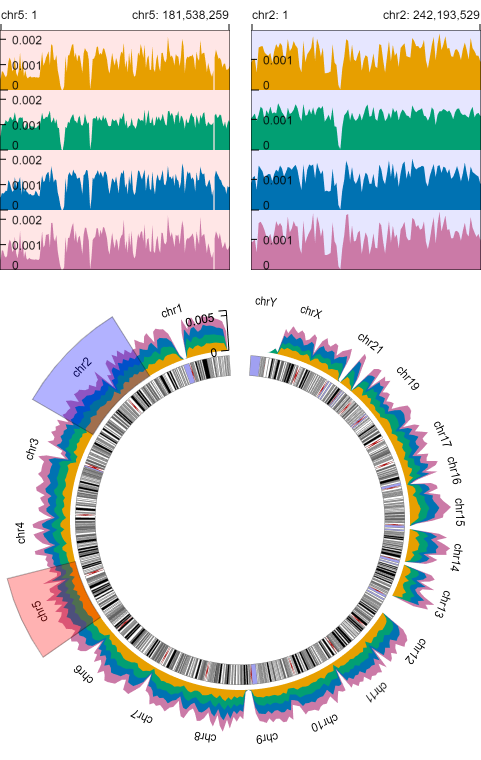 chr5: 1 chr5: 181,538,259 chr2: 1 chr2: 242,193,529
0.002
0.001 0.001
0 0
0.002
0.001 0.001
0 0
0.002
0.001 0.001
0 0
0.002
0.001 0.001
0 0
chrY
chrX
chr21
chr19
chr17
chr16
chr15
chr14
chr13
chr12
chr11
chr10
chr9
chr8
chr7
chr6
chr5
chr4
chr3
chr2
chr1
0.005
0